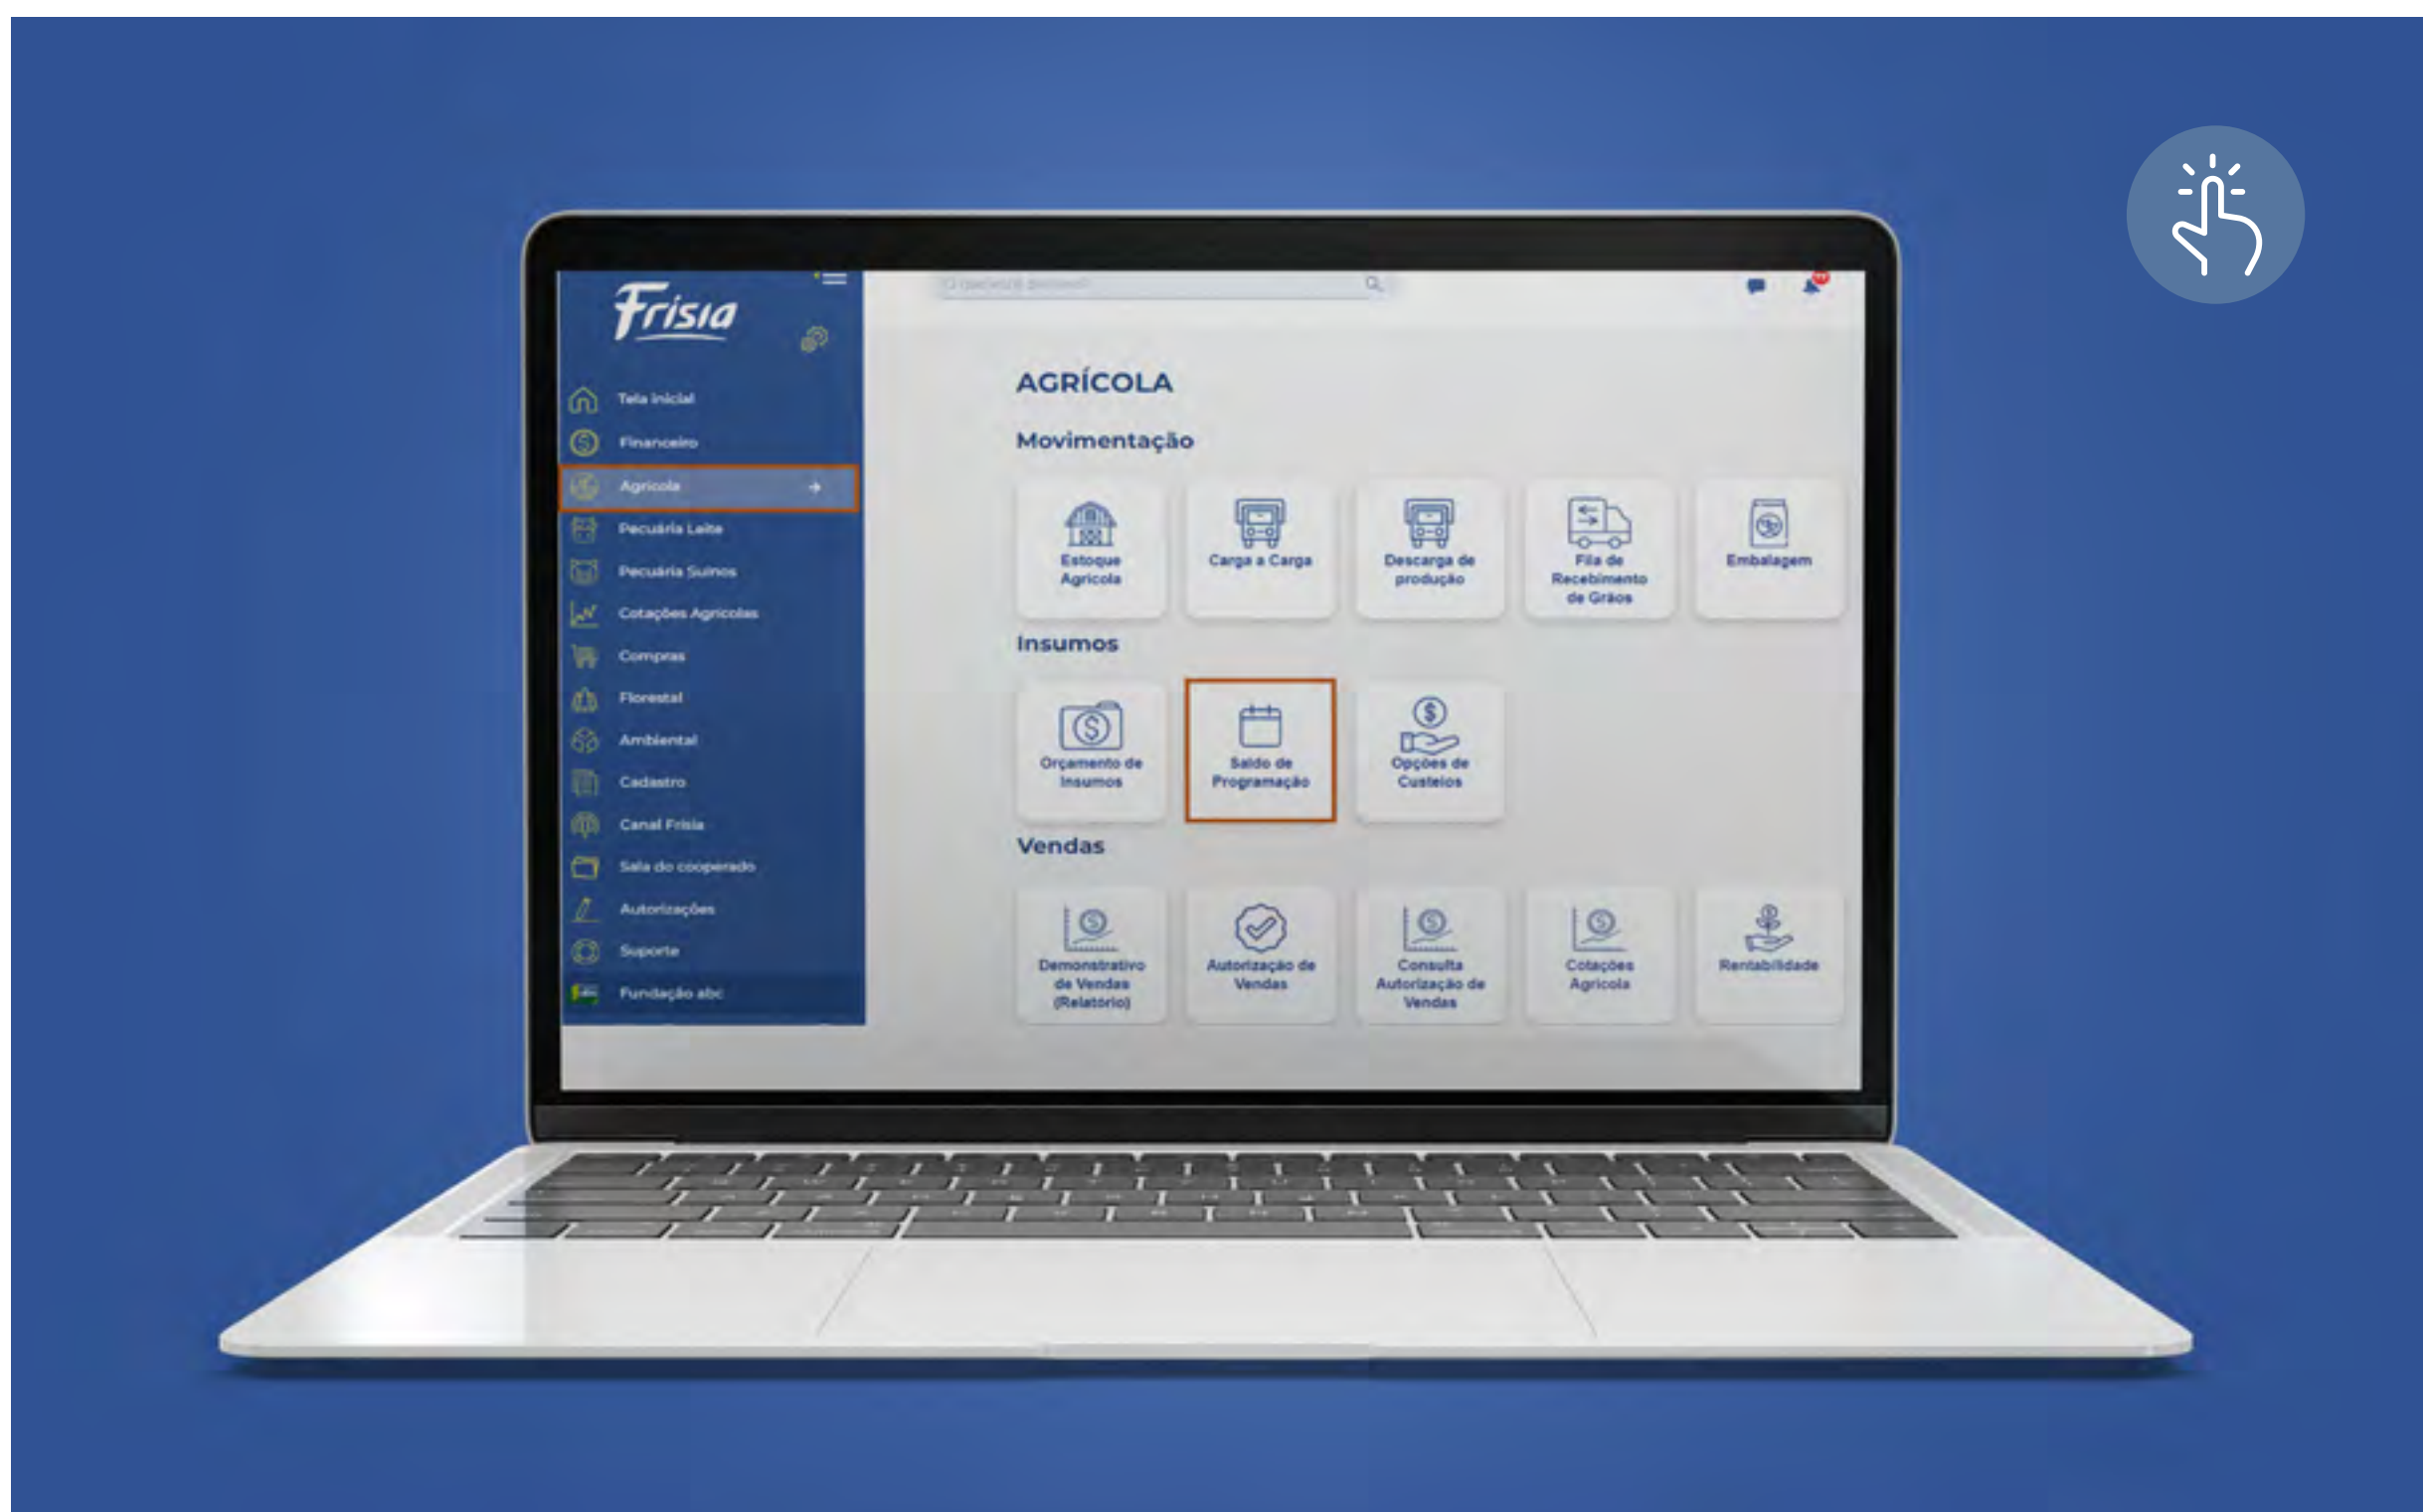 Frísia
Tela inicial
Financeiro
Agrícola
Pecuária Leite
Pecuária Suínos
Cotações Agrícolas
Compras
Florestal
Ambiental
Cadastro
Canal Frísia
Sala do cooperado
Autorizações
Suporte
Fundação abc
AGRÍCOLA
Movimentação
Estoque
Agrícola
Carga a Carga
Descarga de
produção
Fila de
Recebimento
de Grãos
Embalagem
Insumos
Orçamento de
Insumos
Saldo de
Programação
Opções de
Custeios
Vendas
Demonstrativo
de Vendas
(Relatório)
Autorização de
Vendas
Consulta
Autorização de
Vendas
Cotações
Agrícola
Rentabilidade